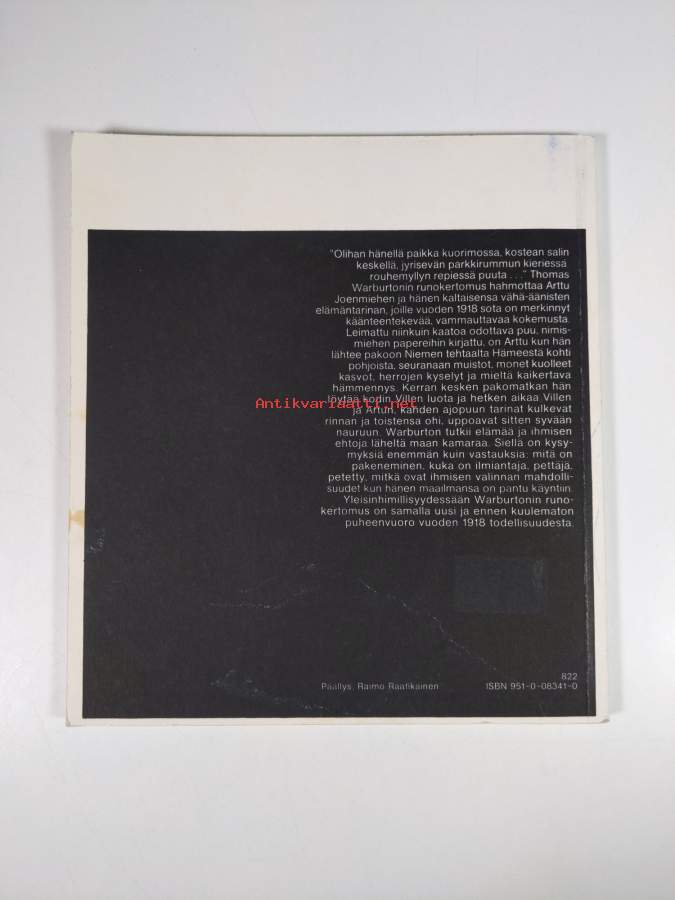 "Olihan hänellä paikka kuorimossa, kostean salin
keskellä, jyrisevän parkkirummun kieriessä
rouhemyllyn repiessä puuta . . ." Thomas
Warburtonin runokertomus hahmottaa Arttu
Joenmiehen ja hänen kaltaisensa vähä-äänisten
elämäntarinan, joille vuoden 1918 sota on merkinnyt
käänteentekevää, vammauttavaa kokemusta.
Leimattu niinkuin kaatoa odottava puu, nimis-
miehen papereihin kirjattu, on Arttu kun hän
lähtee pakoon Niemen tehtaalta Hämeestä kohti
pohjoista, seuranaan muistot, monet kuolleet
kasvot, herrojen kyselyt ja mieltä kaikertava
hämmennys. Kerran kesken pakomatkan hän
löytää kodin Villen luota ja hetken aikaa Villen
Antikvariaatti.net
ja Artun, kahden ajopuun tarinat kulkevat
rinnan ja toistensa ohi, uppoavat sitten syvään
nauruun. Warburton tutkii elämää ja ihmisen
ehtoja läheltä maan kamaraa. Siellä on kysy-
myksiä enemmän kuin vastauksia: mitä on
pakeneminen, kuka on ilmiantaja, pettäjä,
petetty, mitkä ovat ihmisen valinnan mahdolli-
suudet kun hänen maailmansa on pantu käyntiin.
Yleisinhimillisyydessään Warburtonin runo-
kertomus on samalla uusi ja ennen kuulematon
puheenvuoro vuoden 1918 todellisuudesta.
822
Päällys, Raimo Raatikainen ISBN 951-0-08341-0